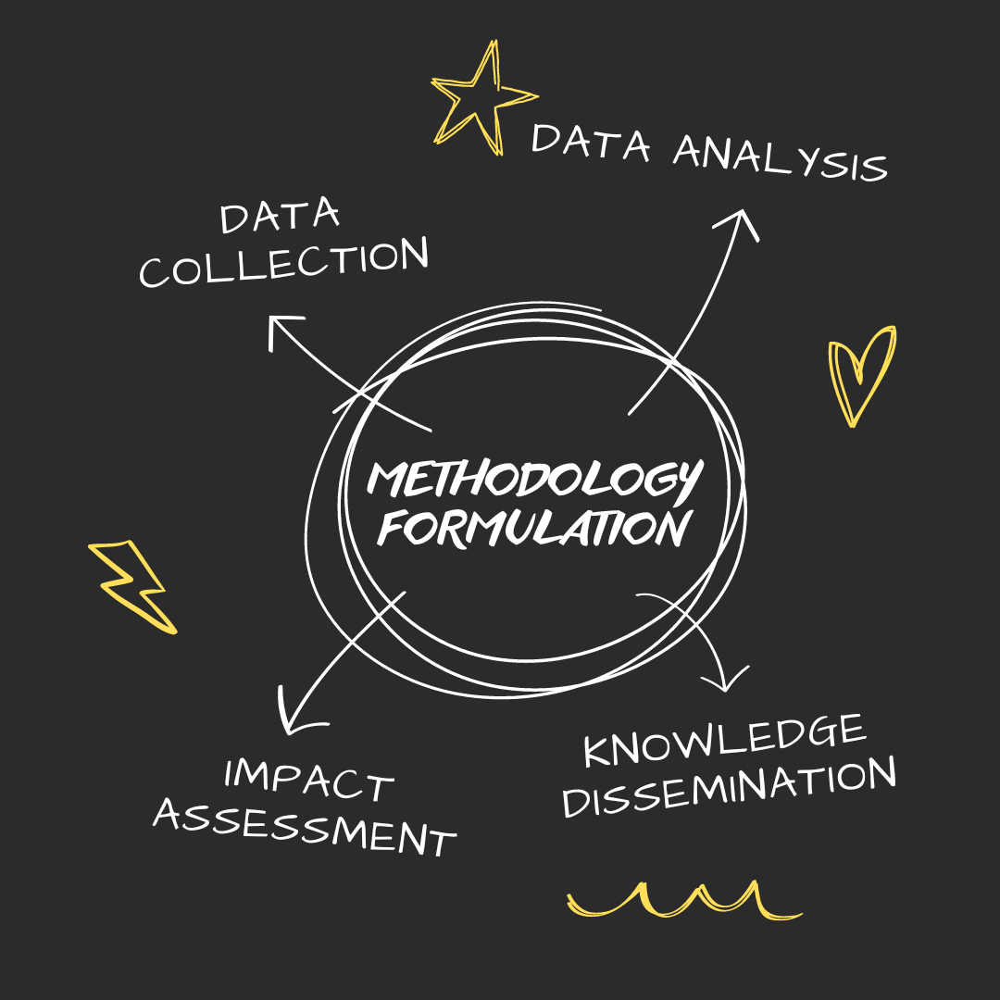 DATA ANALYSIS
DATA
COLLECTION
METHODOLOGY
FORMULATION
IMPACT
ASSESSMENT
KNOWLEDGE
DISSEMINATION